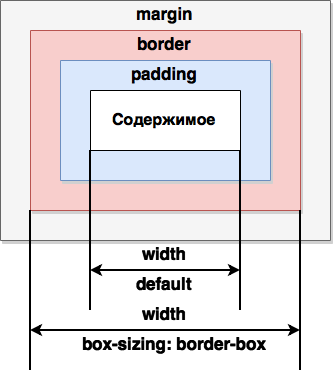 margin
border
padding
Содержимое
width
default
width
box-sizing: border-box